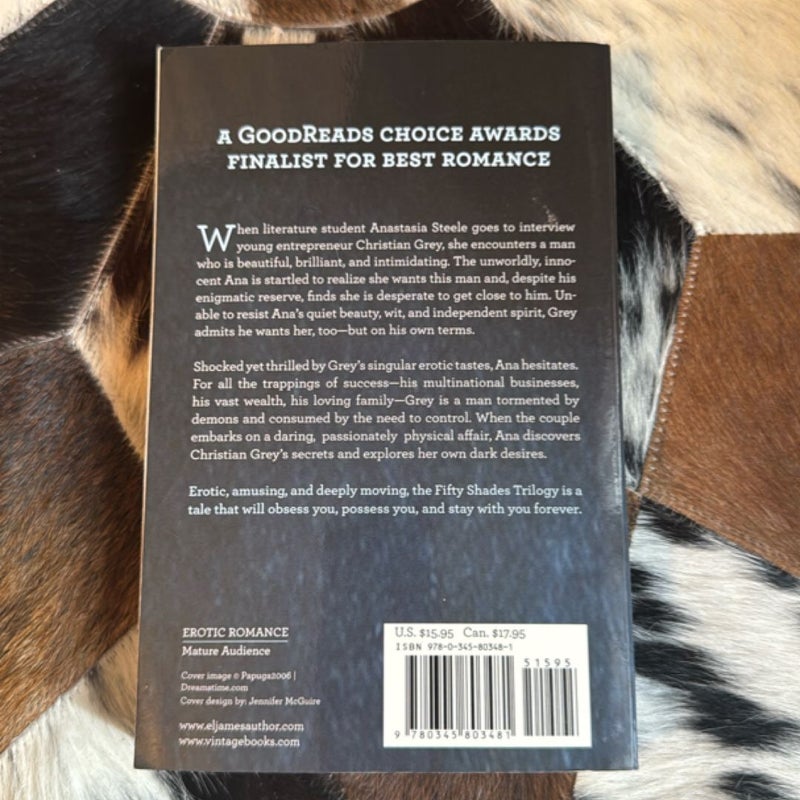 A GOODREADS CHOICE AWARDS
FINALIST FOR BEST ROMANCE
When literature student Anastasia Steele goes to interview
young entrepreneur Christian Grey, she encounters a man
who is beautiful, brilliant, and intimidating. The unworldly, inno-
cent Ana is startled to realize she wants this man and, despite his
enigmatic reserve, finds she is desperate to get close to him. Un-
able to resist Ana's quiet beauty, wit, and independent spirit, Grey
admits he wants her, too—but on his own terms.
Shocked yet thrilled by Grey's singular erotic tastes, Ana hesitates.
For all the trappings of success—his multinational businesses,
his vast wealth, his loving family—Grey is a man tormented by
demons and consumed by the need to control. When the couple
embarks on a daring, passionately physical affair, Ana discovers
Christian Grey's secrets and explores her own dark desires.
Erotic, amusing, and deeply moving, the Fifty Shades Trilogy is a
tale that will obsess you, possess you, and stay with you forever.
EROTIC ROMANCE
Mature Audience
Cover image © Papuga2006 |
Dreamstime.com
Cover design by: Jennifer McGuire
www.eljamesauthor.com
www.vintagebooks.com
U.S. $15.95 Can. $17.95
ISBN 978-0-345-80348-1
51595
9 780345 803481